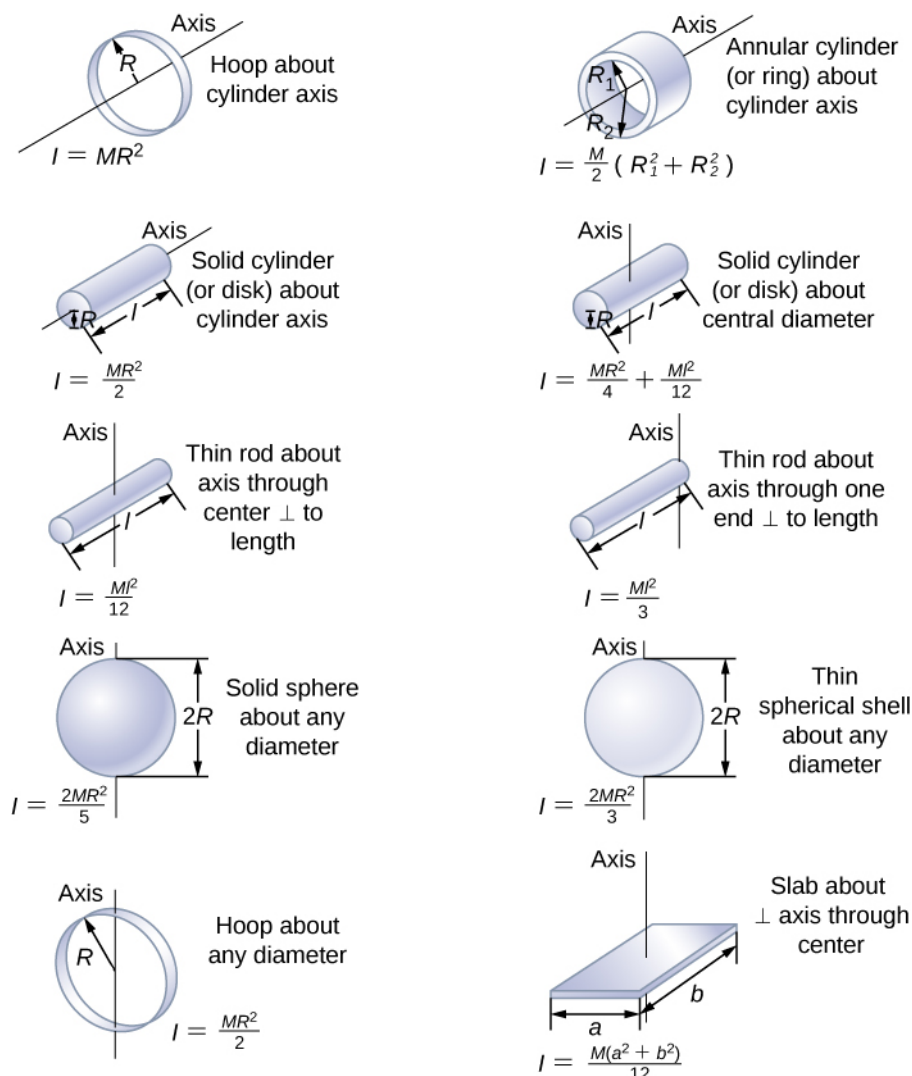 Axis
R
Hoop about
cylinder axis
I = MR²
Axis
R₁
R₂
Annular cylinder
(or ring) about
cylinder axis
I = M/2 ( R₁² + R₂² )
Axis
R
l
Solid cylinder
(or disk) about
cylinder axis
I = MR²/2
Axis
R
l
Solid cylinder
(or disk) about
central diameter
I = MR²/4 + Ml²/12
Axis
l
Thin rod about
axis through
center ⊥ to
length
I = Ml²/12
Axis
l
Thin rod about
axis through one
end ⊥ to length
I = Ml²/3
Axis
2R
Solid sphere
about any
diameter
I = 2MR²/5
Axis
2R
Thin
spherical shell
about any
diameter
I = 2MR²/3
Axis
R
Hoop about
any diameter
I = MR²/2
Axis
a
b
Slab about
⊥ axis through
center
I = M(a² + b²)/12